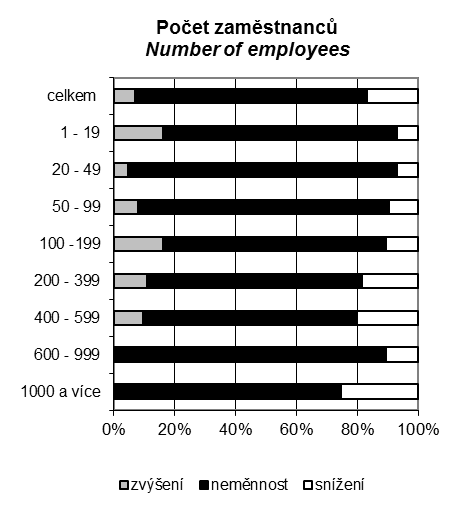 Počet zaměstnanců
Number of employees
celkem
1 - 19
20 - 49
50 - 99
100 -199
200 - 399
400 - 599
600 - 999
1000 a více
0% 20% 40% 60% 80% 100%
zvýšení neměnnost snížení